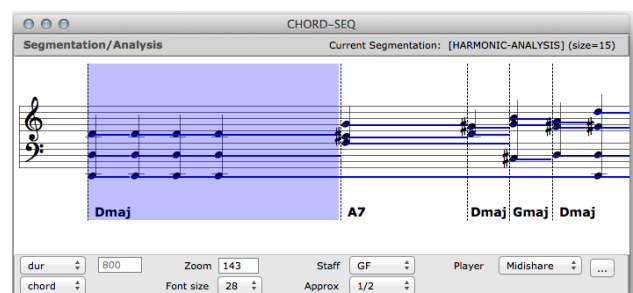 CHORD-SEQ
Segmentation/Analysis Current Segmentation: [HARMONIC-ANALYSIS] (size=15)
Dmaj A7 Dmaj Gmaj Dmaj
dur 800 Zoom 143 Staff GF Player Midishare ...
chord Font size 28 Approx 1/2